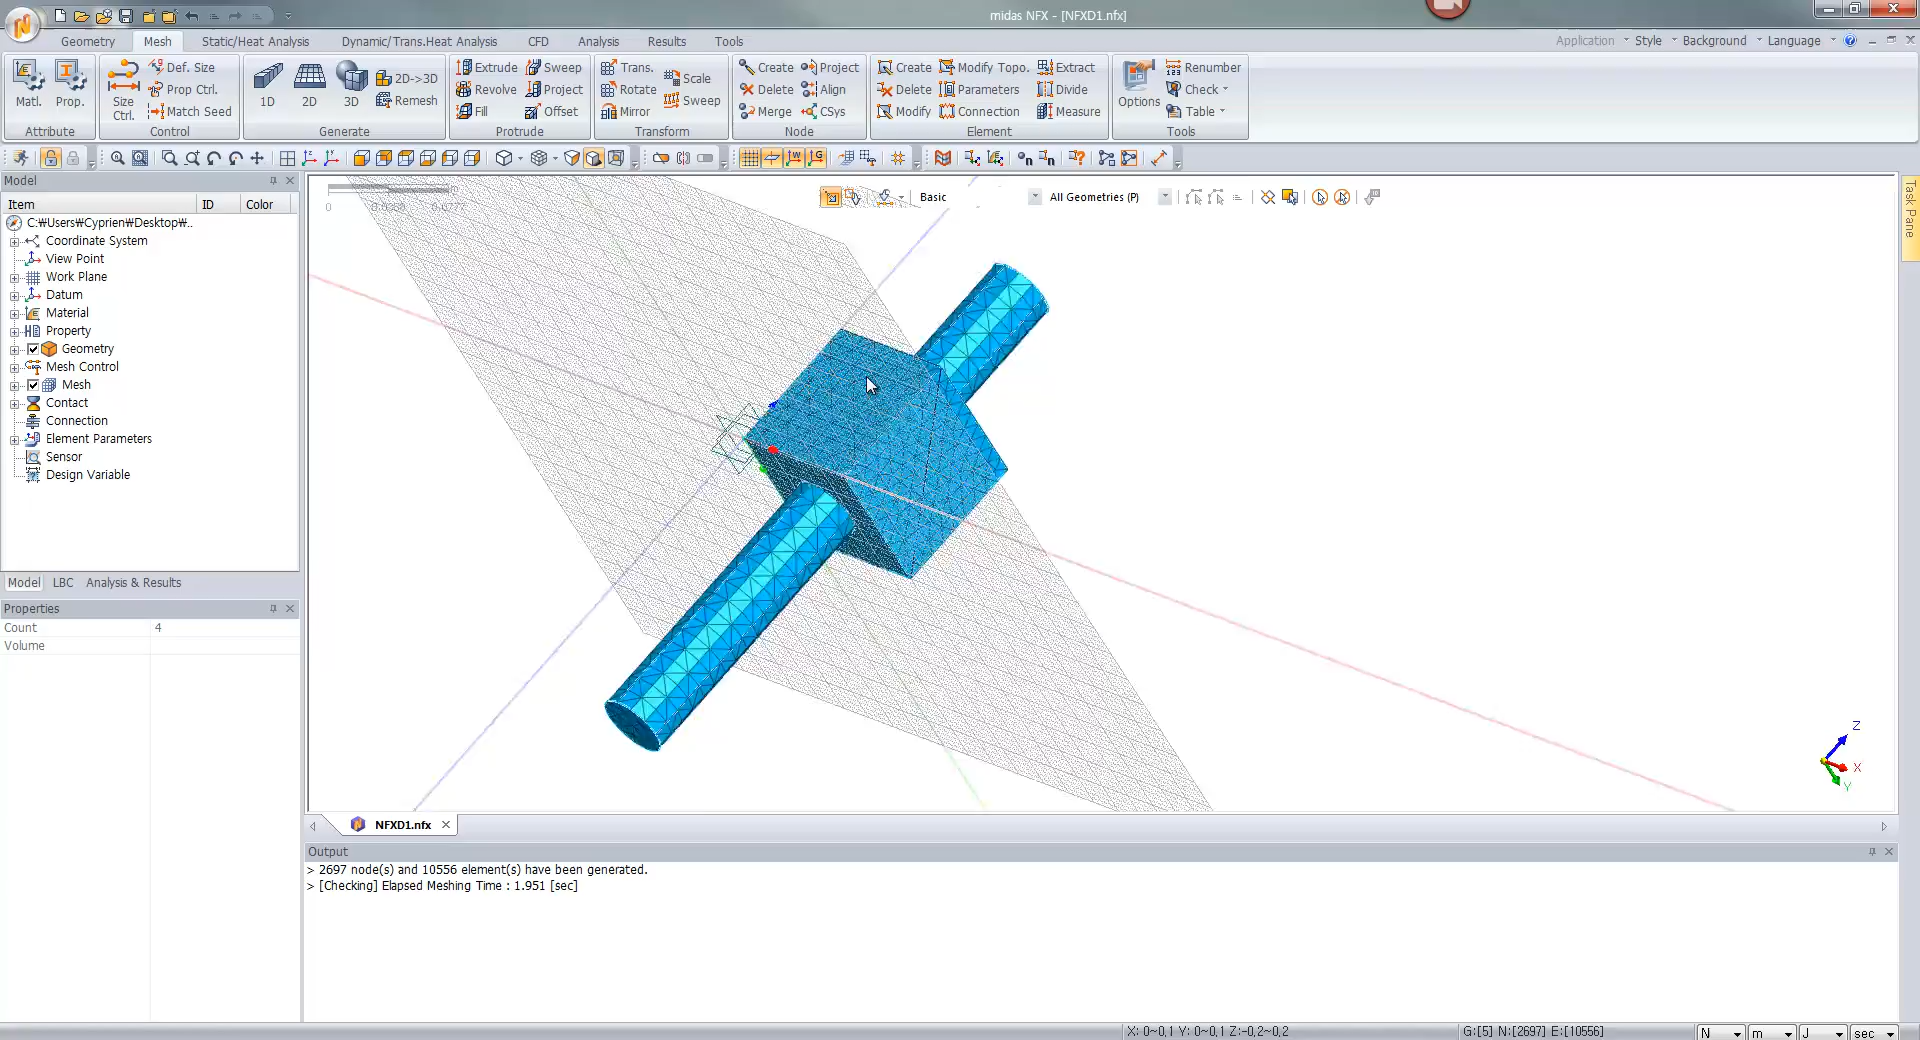 midas NFX - [NFXD1.nfx]
Geometry Mesh Static/Heat Analysis Dynamic/Trans.Heat Analysis CFD Analysis Results Tools
Application Style Background Language
Matl. Prop.
Attribute
Size Ctrl. Def. Size Prop Ctrl. Match Seed
Control
1D 2D 3D 2D->3D Remesh
Generate
Extrude Sweep
Revolve Project
Fill Offset
Protrude
Trans. Scale
Rotate Sweep
Mirror
Transform
Create Project
Delete Align
Merge CSys
Node
Create Modify Topo. Extract
Delete Parameters Divide
Modify Connection Measure
Element
Options Renumber
Check
Table
Tools
Model
Item ID Color
C:₩Users₩Cyprien₩Desktop₩..
Coordinate System
View Point
Work Plane
Datum
Material
Property
Geometry
Mesh Control
Mesh
Contact
Connection
Element Parameters
Sensor
Design Variable
Model LBC Analysis & Results
Properties
Count 4
Volume
Basic All Geometries (P)
Task Pane
Z
X
Y
NFXD1.nfx
Output
> 2697 node(s) and 10556 element(s) have been generated.
> [Checking] Elapsed Meshing Time : 1.951 [sec]
X: 0~0,1 Y: 0~0,1 Z:-0,2~0,2 G:[5] N:[2697] E:[10556] N m J sec